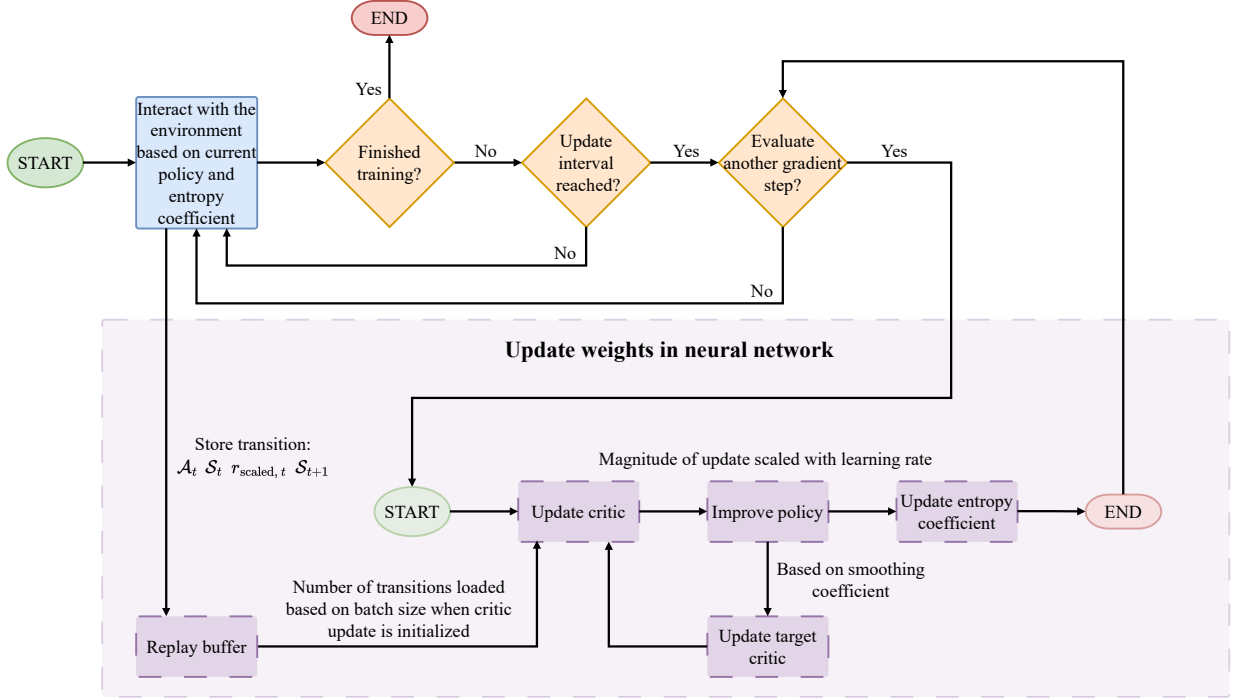 END
Yes
Interact with the
environment
based on current
policy and
entropy
coefficient
START
Finished
training?
No
Update
interval
reached?
Yes
Evaluate
another gradient
step?
Yes
No
No
Update weights in neural network
Store transition:
𝒜ₜ 𝒮ₜ r_scaled, t 𝒮ₜ₊₁
Magnitude of update scaled with learning rate
START
Update critic
Improve policy
Update entropy
coefficient
END
Based on smoothing
coefficient
Number of transitions loaded
based on batch size when critic
update is initialized
Replay buffer
Update target
critic